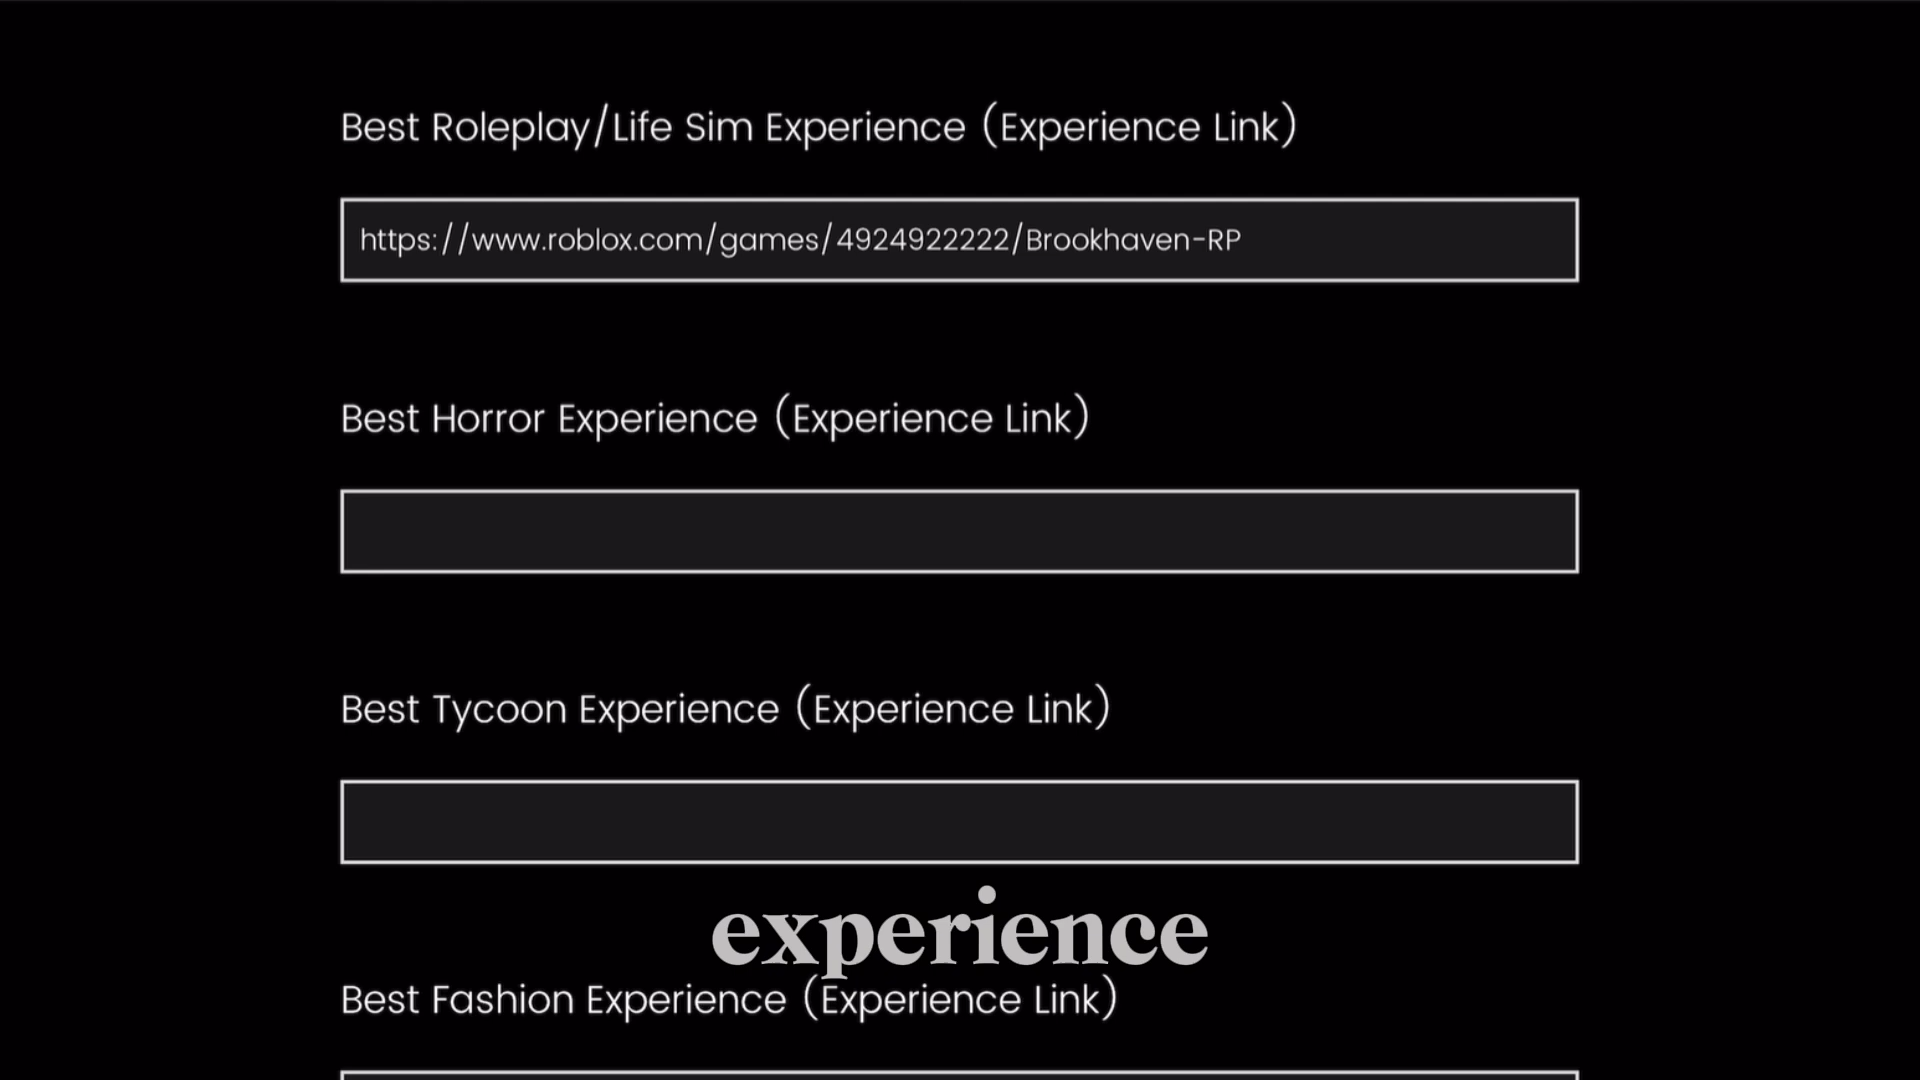 Best Roleplay/Life Sim Experience (Experience Link)
https://www.roblox.com/games/4924922222/Brookhaven-RP
Best Horror Experience (Experience Link)
Best Tycoon Experience (Experience Link)
experience
Best Fashion Experience (Experience Link)